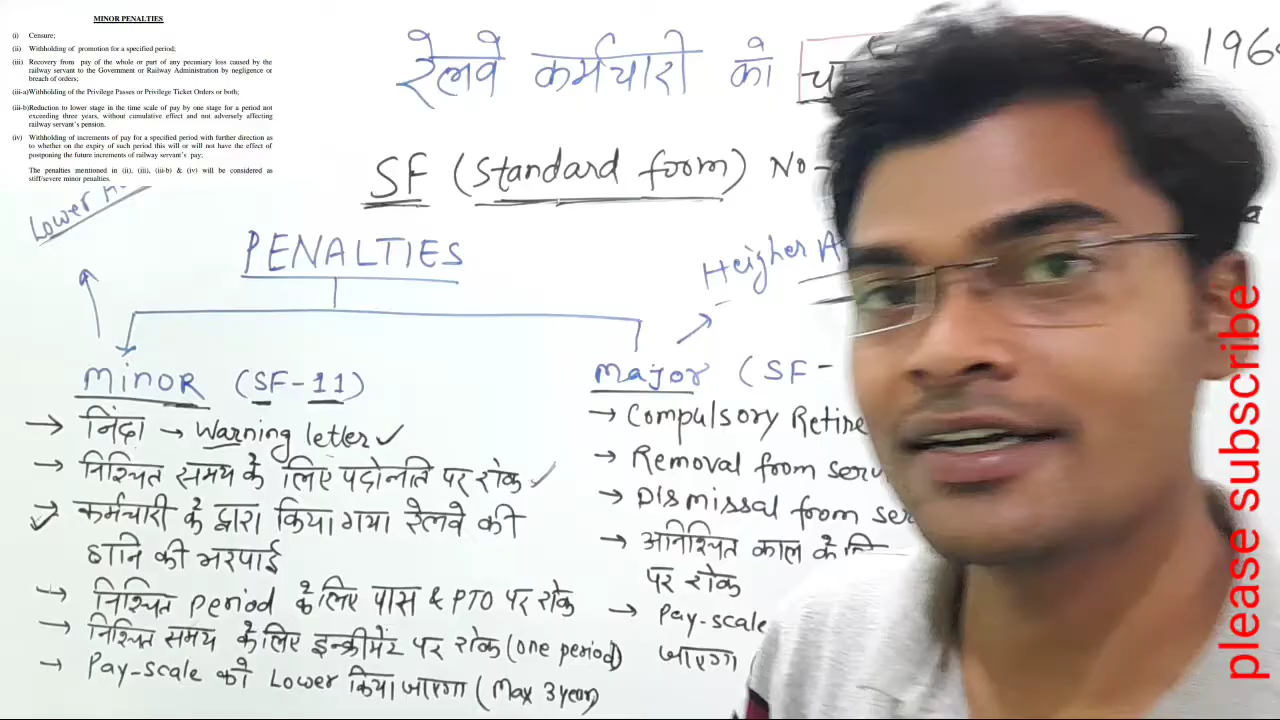 MINOR PENALTIES
(i) Censure;
(ii) Withholding of promotion for a specified period;
(iii) Recovery from pay of the whole or part of any pecuniary loss caused by the
railway servant to the Government or Railway Administration by negligence or
breach of orders;
(iii-a)Withholding of the Privilege Passes or Privilege Ticket Orders or both;
(iii-b)Reduction to lower stage in the time scale of pay by one stage for a period not
exceeding three years, without cumulative effect and not adversely affecting
railway servant's pension.
(iv) Withholding of increments of pay for a specified period with further direction as
to whether on the expiry of such period this will or will not have the effect of
postponing the future increments of railway servant's pay;
The penalties mentioned in (ii), (iii), (iii-b) & (iv) will be considered as
stiff/severe minor penalties.
रेलवे कर्मचारी को 196
SF (Standard form) No-
Lower
PENALTIES
Heigher A
MINOR (SF-11)
→ निंदा → Warning letter ✓
→ निश्चित समय के लिए पदोन्नति पर रोक ✓
→ कर्मचारी के द्वारा किया गया रेलवे की
हानि की भरपाई
→ निश्चित period के लिए पास & PTO पर रोक
→ निश्चित समय के लिए इन्क्रीमेंट पर रोक (one period)
→ Pay-scale को Lower किया जाएगा (Max 3 year)
Major (SF-
→ Compulsory Retire
→ Removal from serv
→ Dismissal from ser
→ अनिश्चित काल के लि
पर रोक
→ Pay-scale
जाएगा
please subscribe